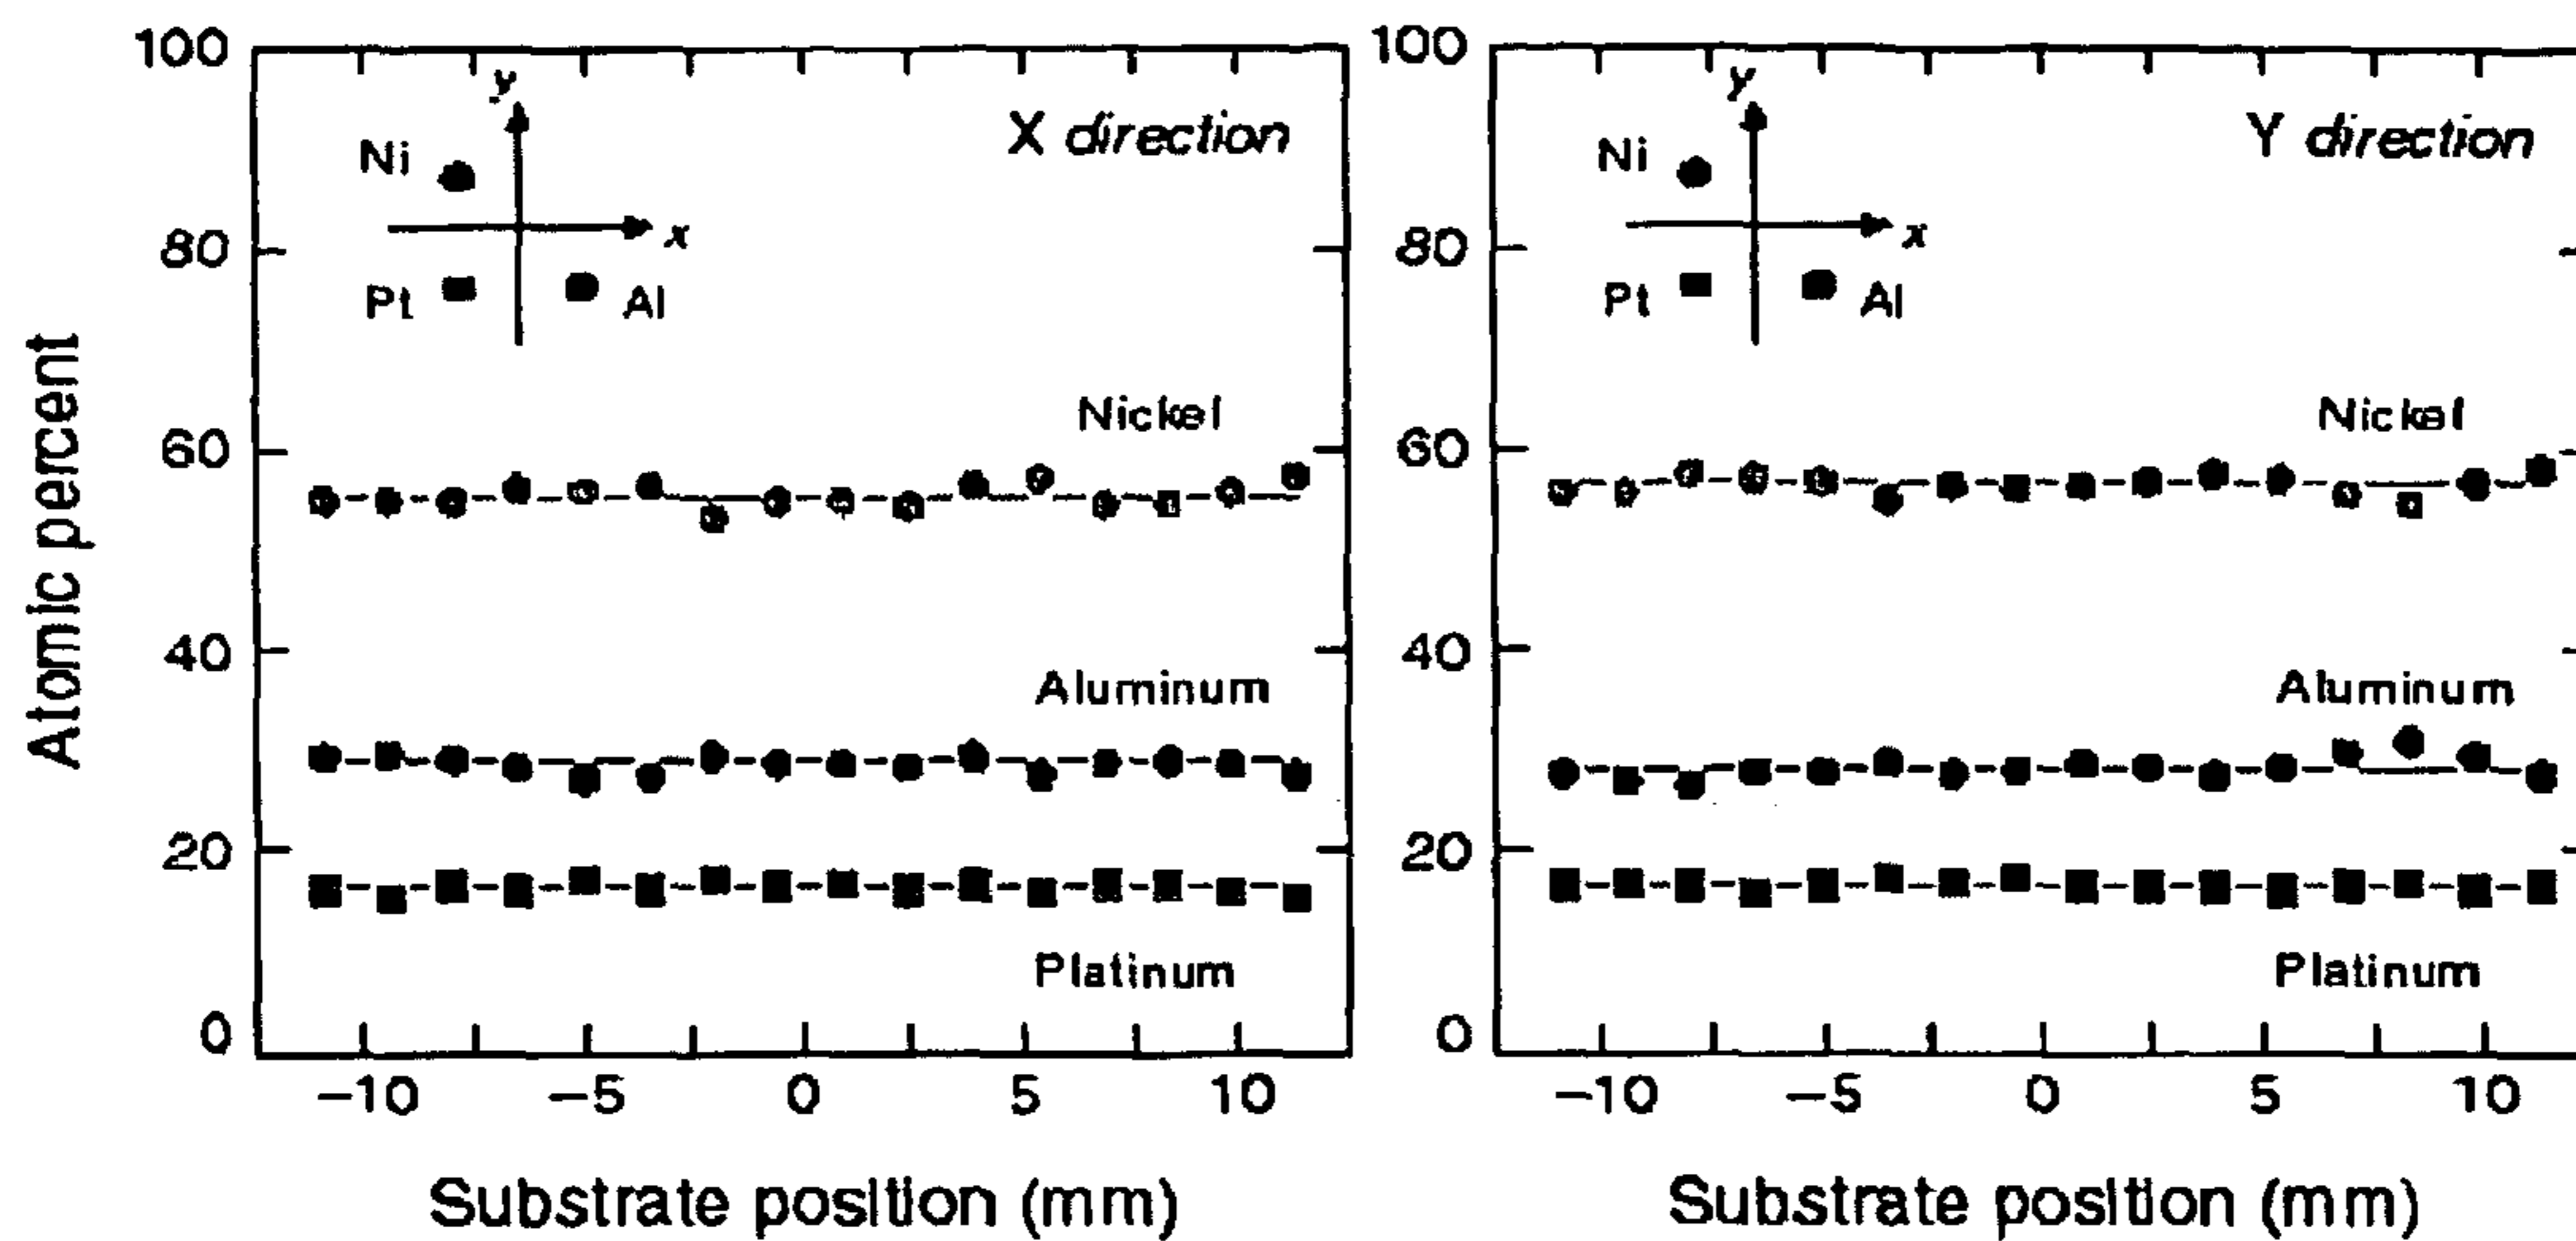 Atomic percent
100
80
60
40
20
0
X direction
y
x
Ni
Pt
Al
Nickel
Aluminum
Platinum
−10
−5
0
5
10
Substrate position (mm)
100
80
60
40
20
0
Y direction
y
x
Ni
Pt
Al
Nickel
Aluminum
Platinum
−10
−5
0
5
10
Substrate position (mm)